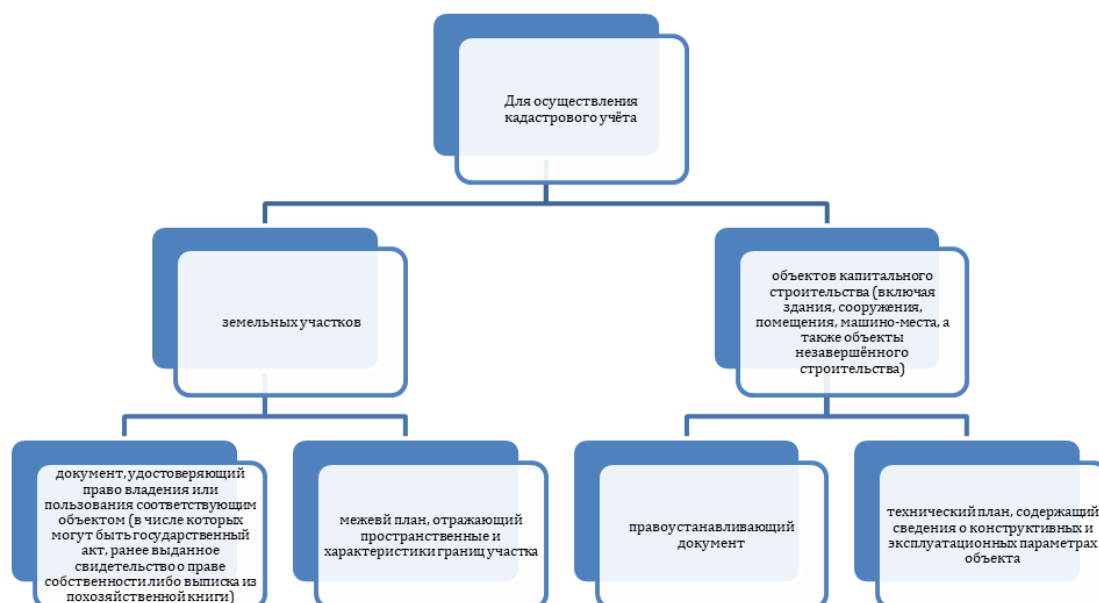 Для осуществления
кадастрового учёта
земельных участков
объектов капитального
строительства (включая
здания, сооружения,
помещения, машино-места, а
также объекты
незавершённого
строительства)
документ, удостоверяющий
право владения или
пользования соответствующим
объектом (в числе которых
могут быть государственный
акт, ранее выданное
свидетельство о праве
собственности либо выписка из
похозяйственной книги)
межевй план, отражающий
пространственные и
характеристики границ участка
правоустанавливающий
документ
технический план, содержащий
сведения о конструктивных и
эксплуатационных параметрах
объекта